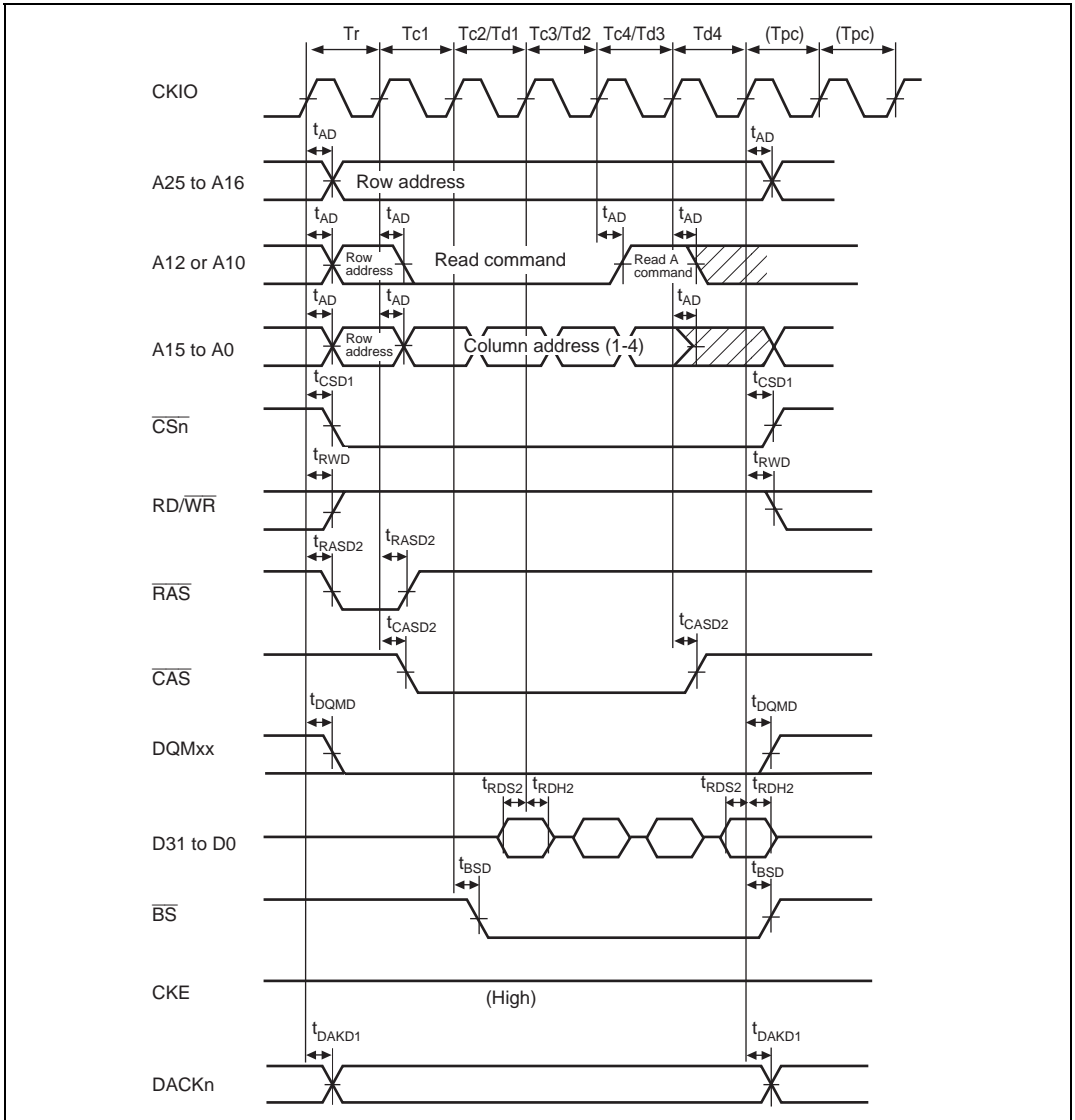 Tr Tc1 Tc2/Td1 Tc3/Td2 Tc4/Td3 Td4 (Tpc) (Tpc)
CKIO
tAD tAD
A25 to A16 Row address
tAD tAD tAD tAD
A12 or A10 Row address Read command Read A command
tAD tAD tAD
A15 to A0 Row address Column address (1-4)
tCSD1 tCSD1
CSn
tRWD tRWD
RD/WR
tRASD2 tRASD2
RAS
tCASD2 tCASD2
CAS
tDQMD tDQMD
DQMxx
tRDS2 tRDH2 tRDS2 tRDH2
D31 to D0
tBSD tBSD
BS
CKE (High)
tDAKD1 tDAKD1
DACKn